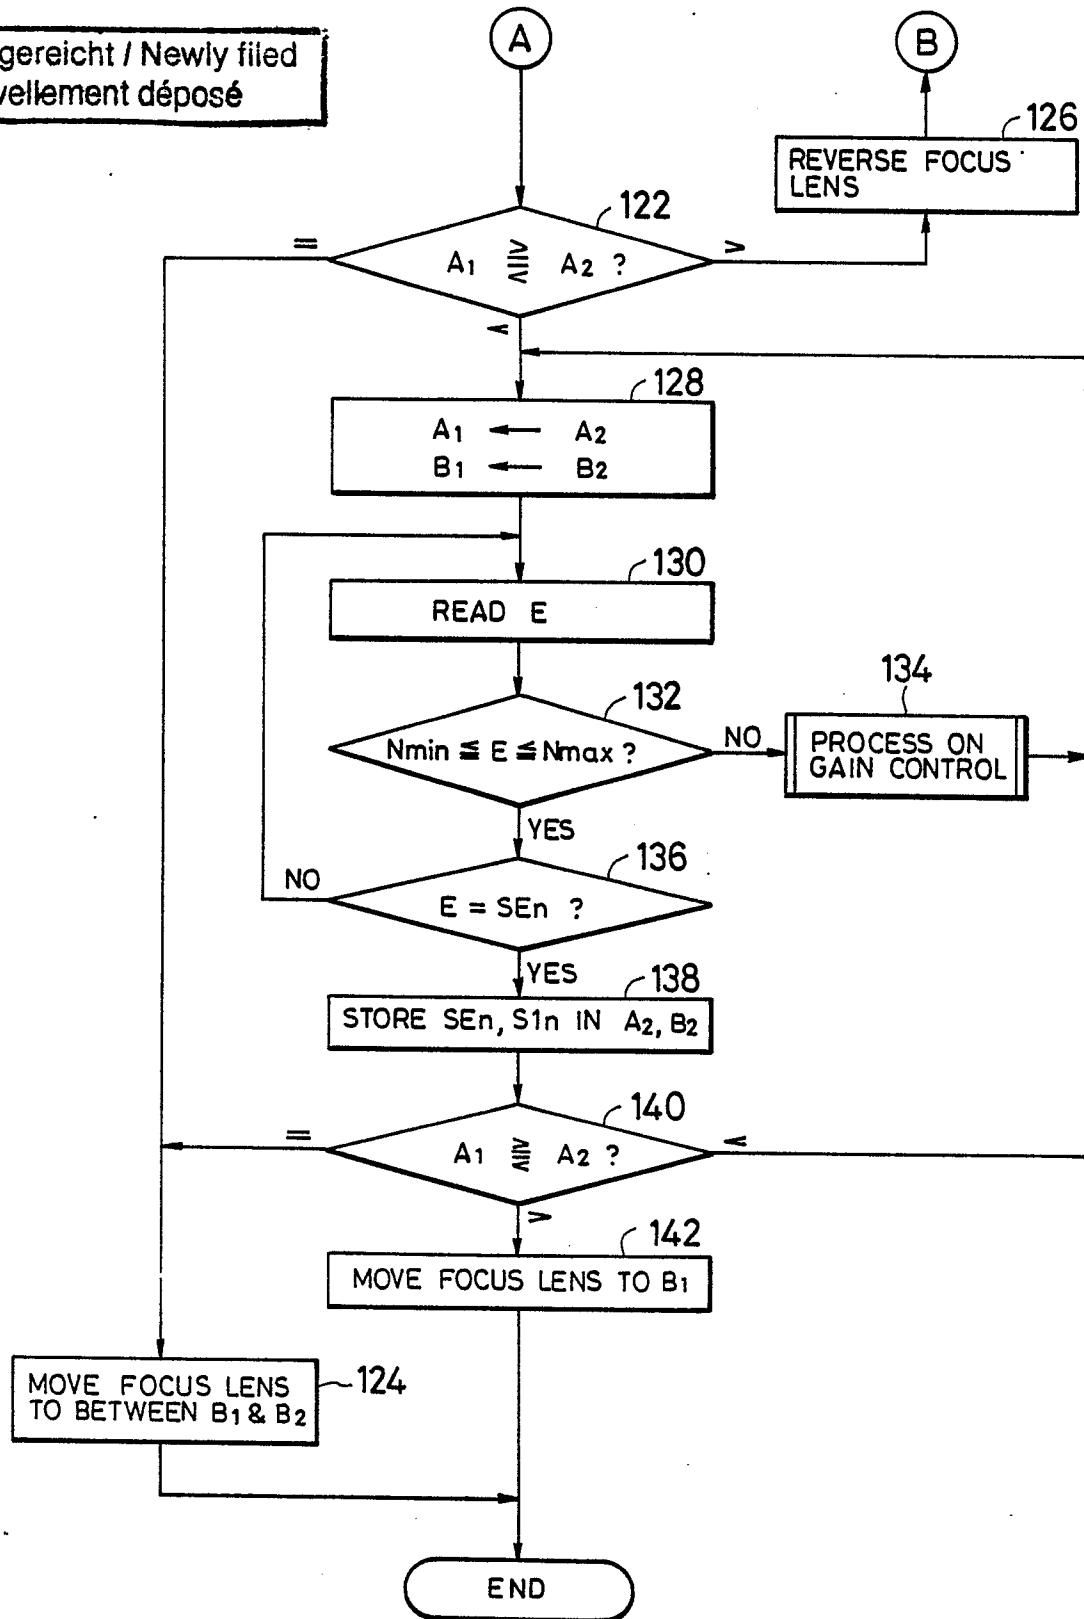 gereicht / Newly filed
vellement déposé
A
B
126
REVERSE FOCUS
LENS
122
=
>
A1 ⋛ A2 ?
<
128
A1 ← A2
B1 ← B2
130
READ E
132
134
Nmin ≦ E ≦ Nmax ?
NO
PROCESS ON
GAIN CONTROL
YES
136
NO
E = SEn ?
YES
138
STORE SEn, S1n IN A2, B2
140
=
<
A1 ⋛ A2 ?
>
142
MOVE FOCUS LENS TO B1
124
MOVE FOCUS LENS
TO BETWEEN B1 & B2
END